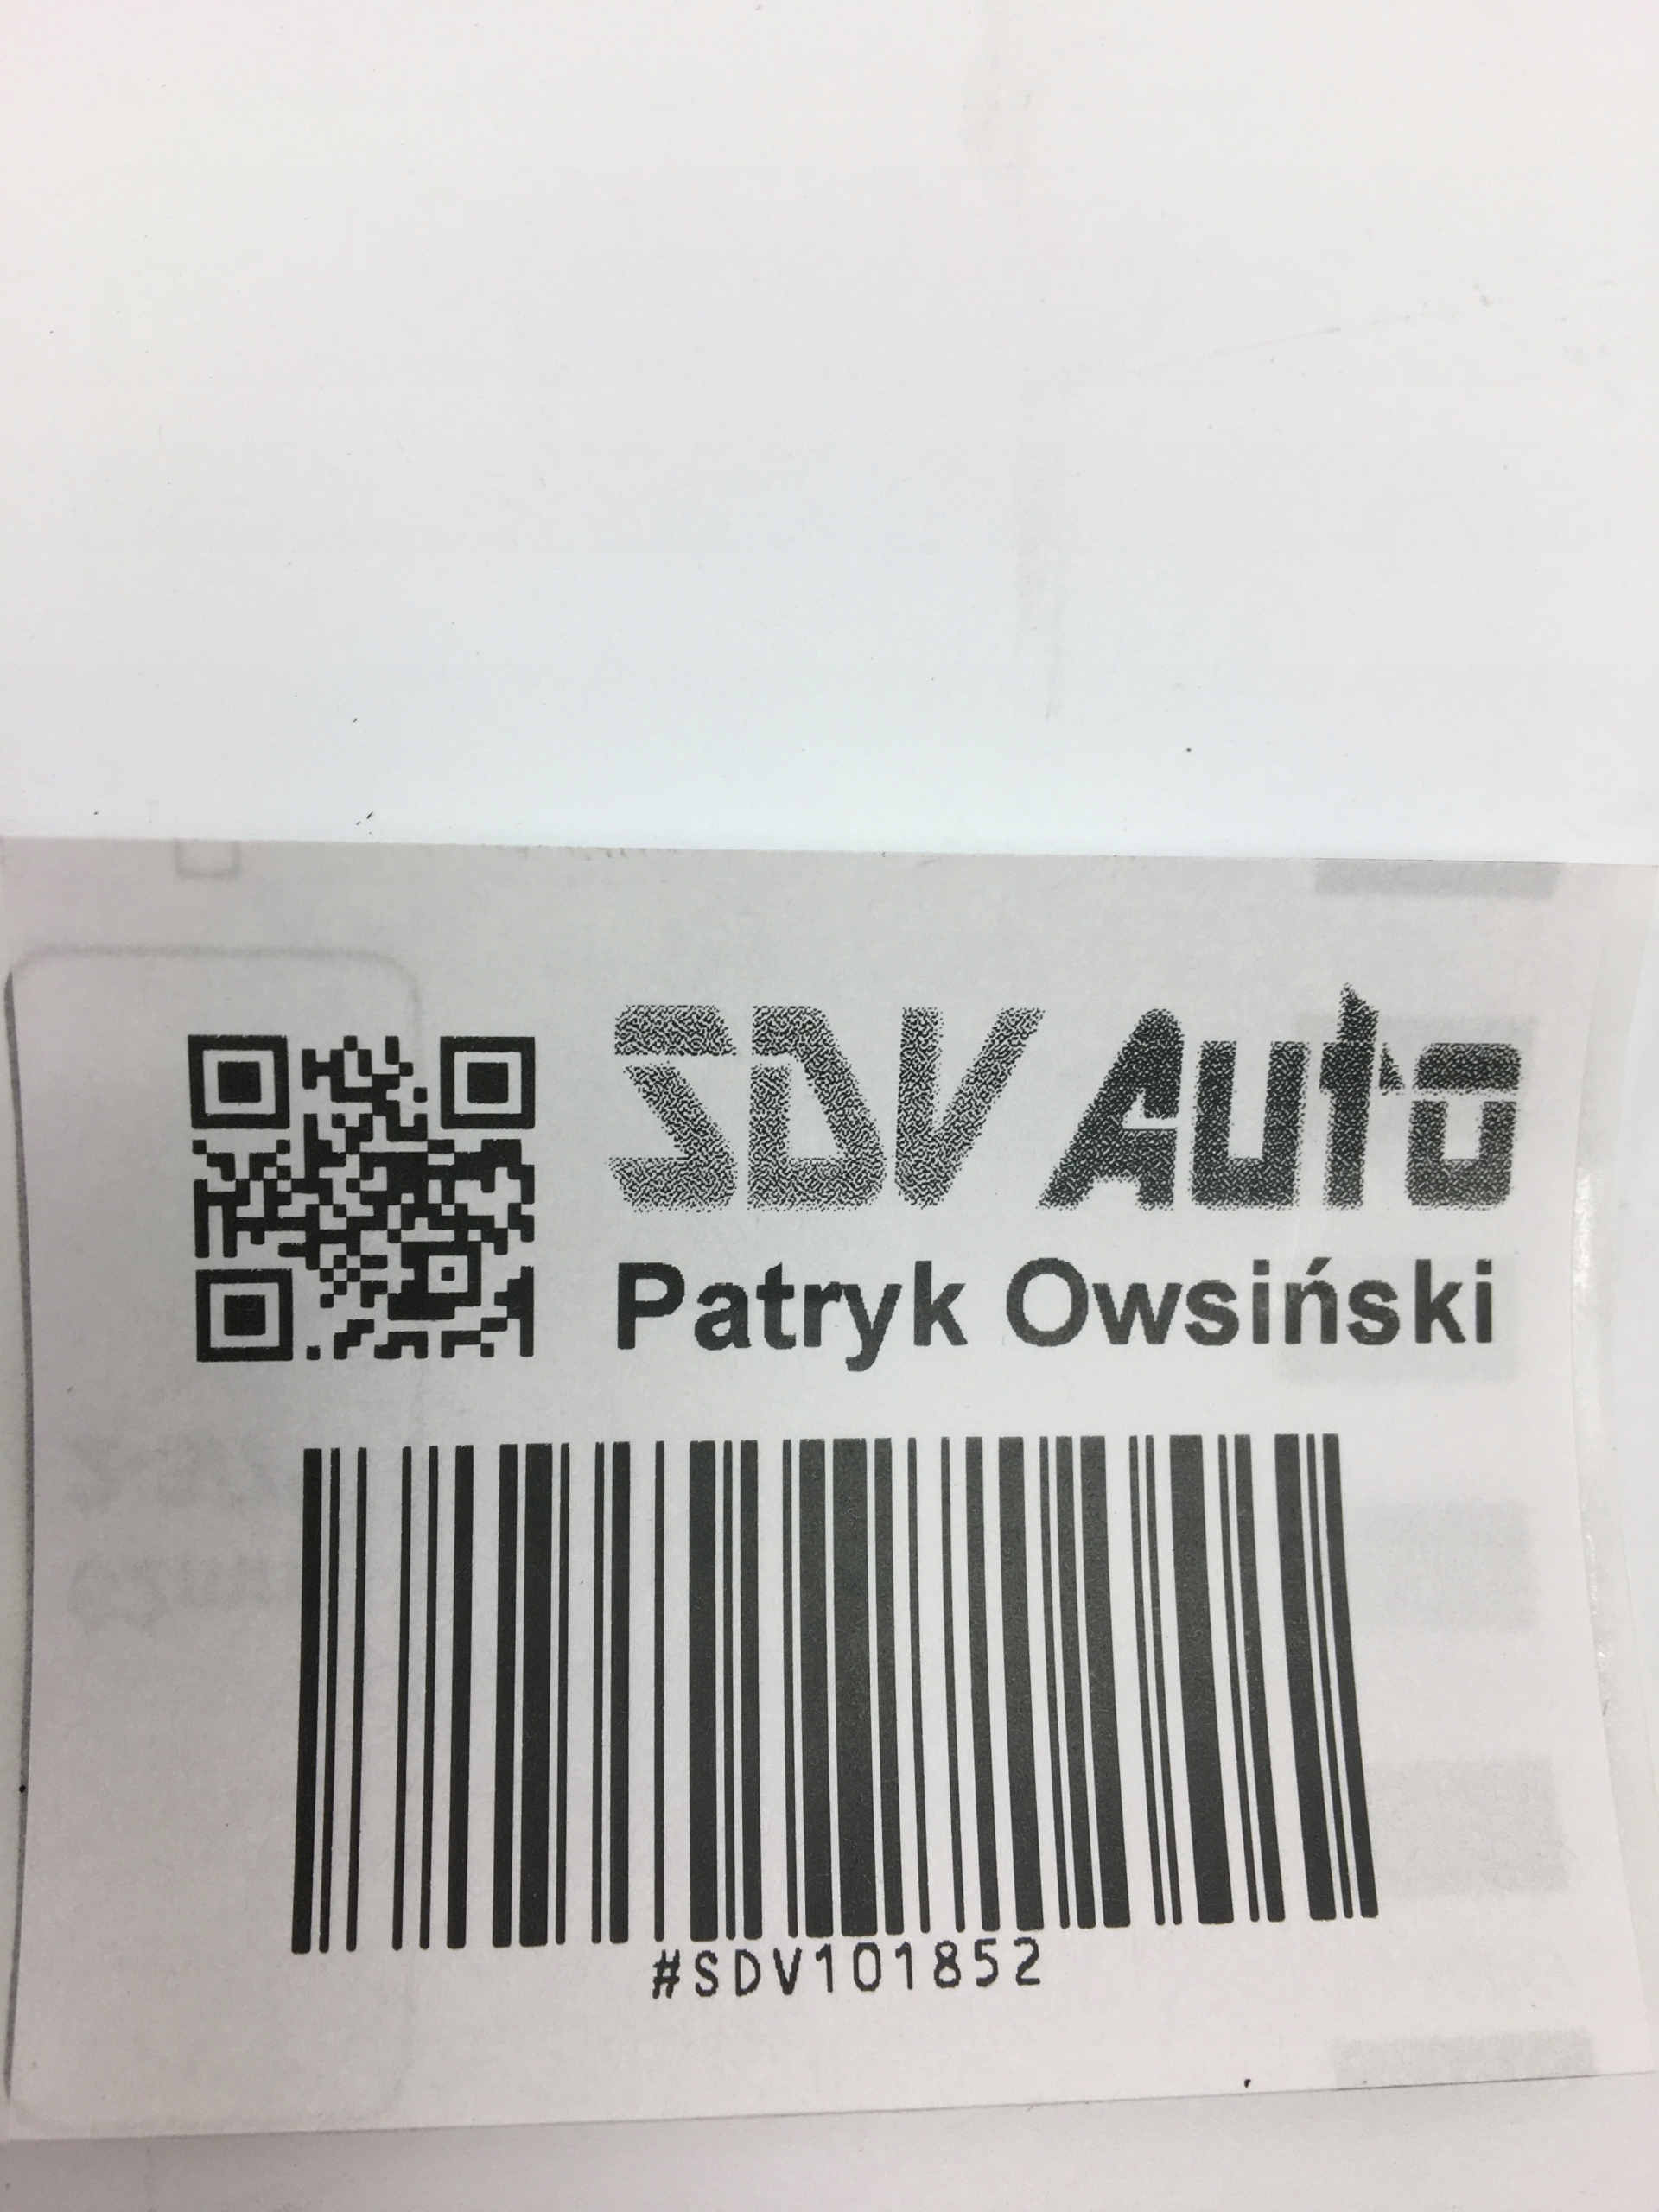 SDV Auto
Patryk Owsiński
#SDV101852